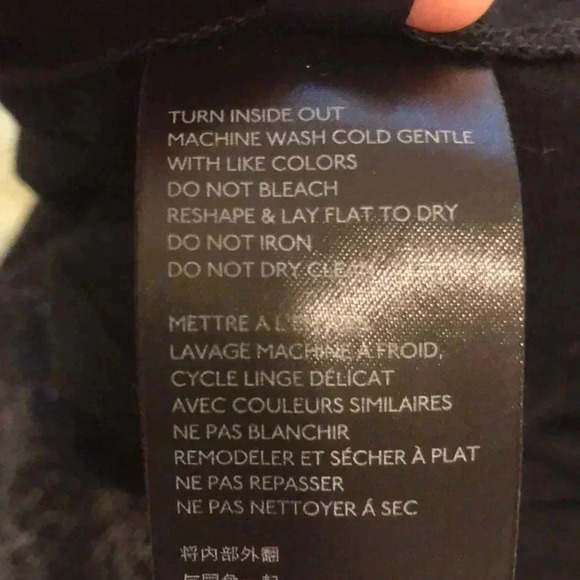 TURN INSIDE OUT
MACHINE WASH COLD GENTLE
WITH LIKE COLORS
DO NOT BLEACH
RESHAPE & LAY FLAT TO DRY
DO NOT IRON
DO NOT DRY CLEAN
METTRE A
LAVAGE MACHINE A FROID,
CYCLE LINGE DÉLICAT
AVEC COULEURS SIMILAIRES
NE PAS BLANCHIR
REMODELER ET SÉCHER À PLAT
NE PAS REPASSER
NE PAS NETTOYER Á SEC
将内部外翻